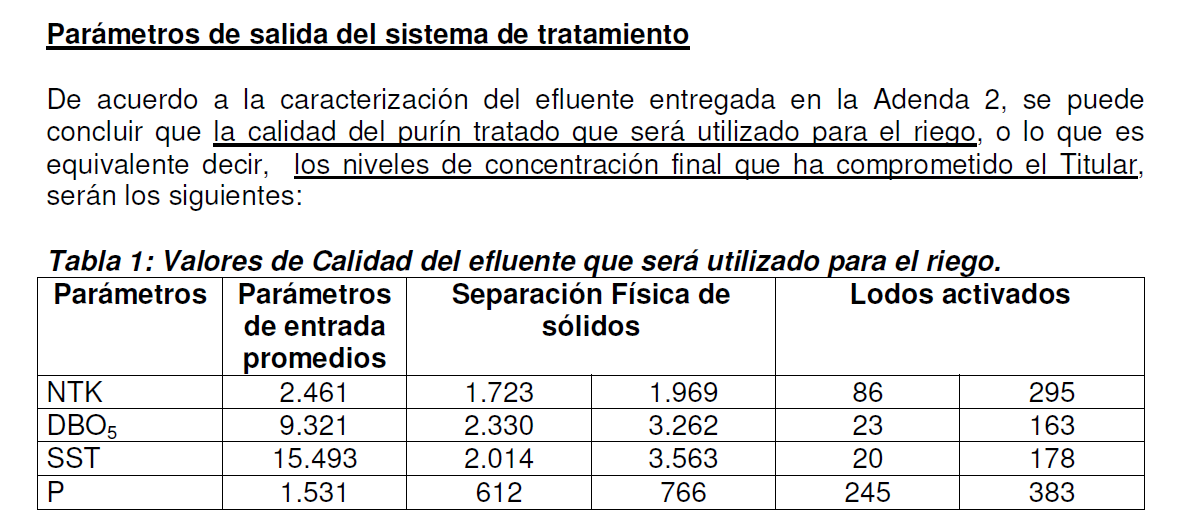 Parámetros de salida del sistema de tratamiento
De acuerdo a la caracterización del efluente entregada en la Adenda 2, se puede
concluir que la calidad del purín tratado que será utilizado para el riego, o lo que es
equivalente decir, los niveles de concentración final que ha comprometido el Titular,
serán los siguientes:
Tabla 1: Valores de Calidad del efluente que será utilizado para el riego.
Parámetros Parámetros de entrada promedios Separación Física de sólidos Lodos activados
NTK 2.461 1.723 1.969 86 295
DBO5 9.321 2.330 3.262 23 163
SST 15.493 2.014 3.563 20 178
P 1.531 612 766 245 383